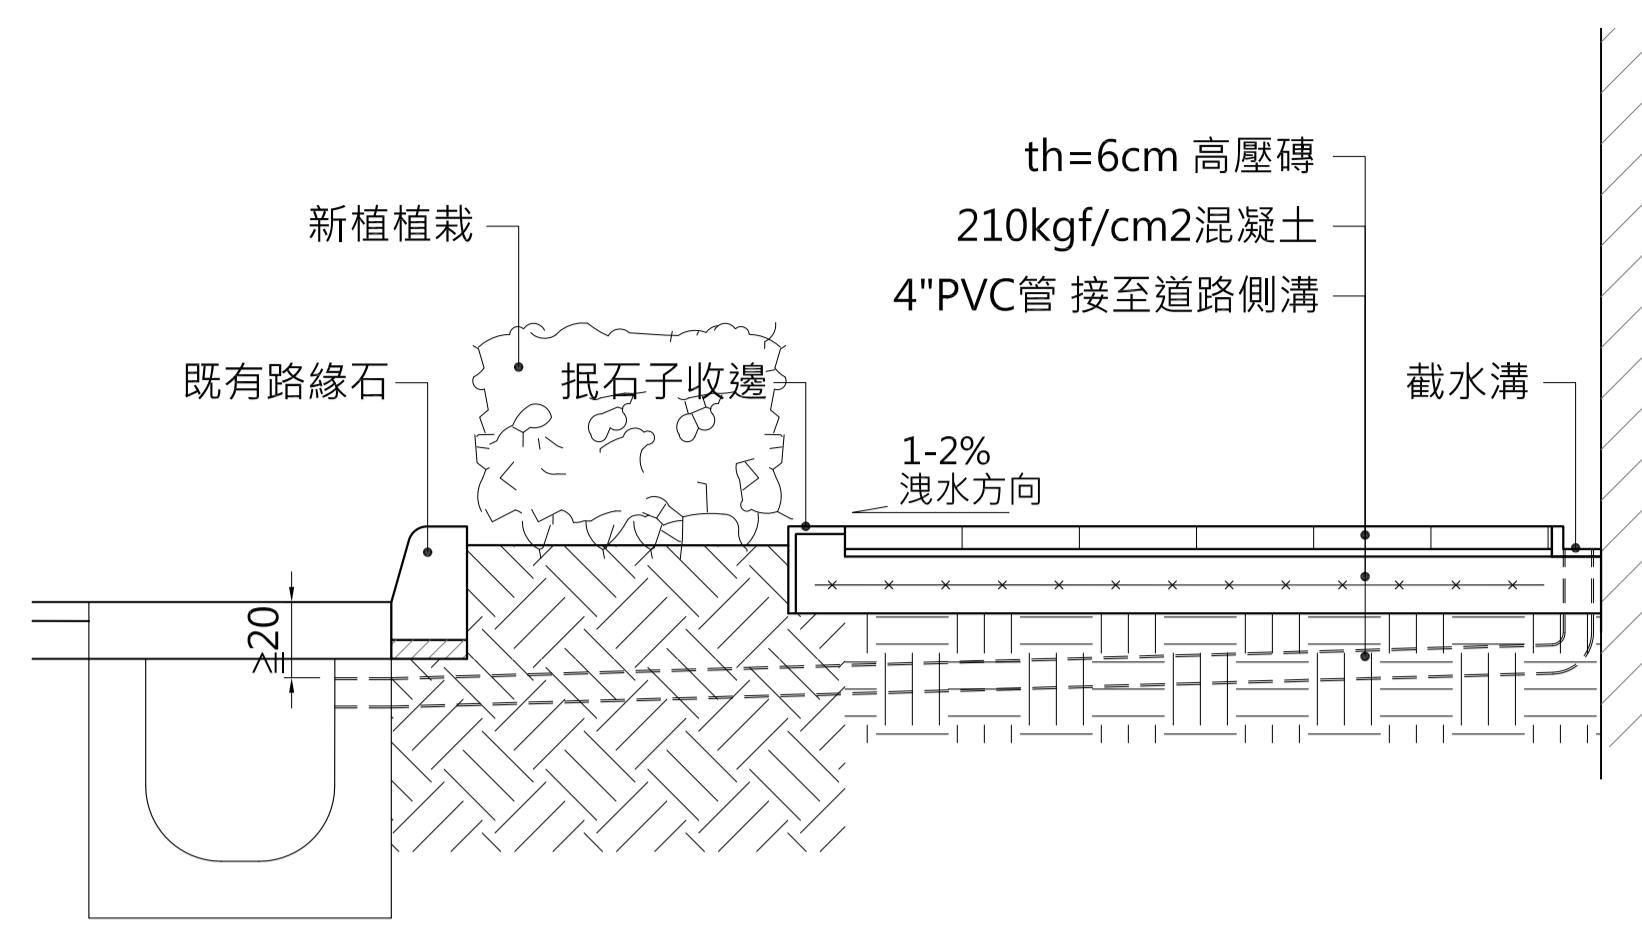 th=6cm 高壓磚
210kgf/cm2混凝土
4"PVC管 接至道路側溝
新植植栽
既有路緣石
抿石子收邊
截水溝
1-2%
洩水方向
≧20